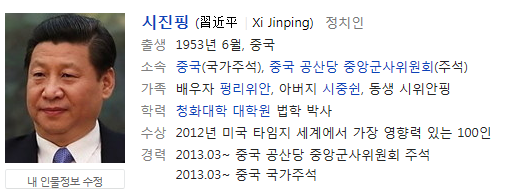 시진핑 (習近平 | Xi Jinping) 정치인
출생 1953년 6월, 중국
소속 중국(국가주석), 중국 공산당 중앙군사위원회(주석)
가족 배우자 펑리위안, 아버지 시중쉰, 동생 시위안핑
학력 청화대학 대학원 법학 박사
수상 2012년 미국 타임지 세계에서 가장 영향력 있는 100인
경력 2013.03~ 중국 공산당 중앙군사위원회 주석
2013.03~ 중국 국가주석
내 인물정보 수정